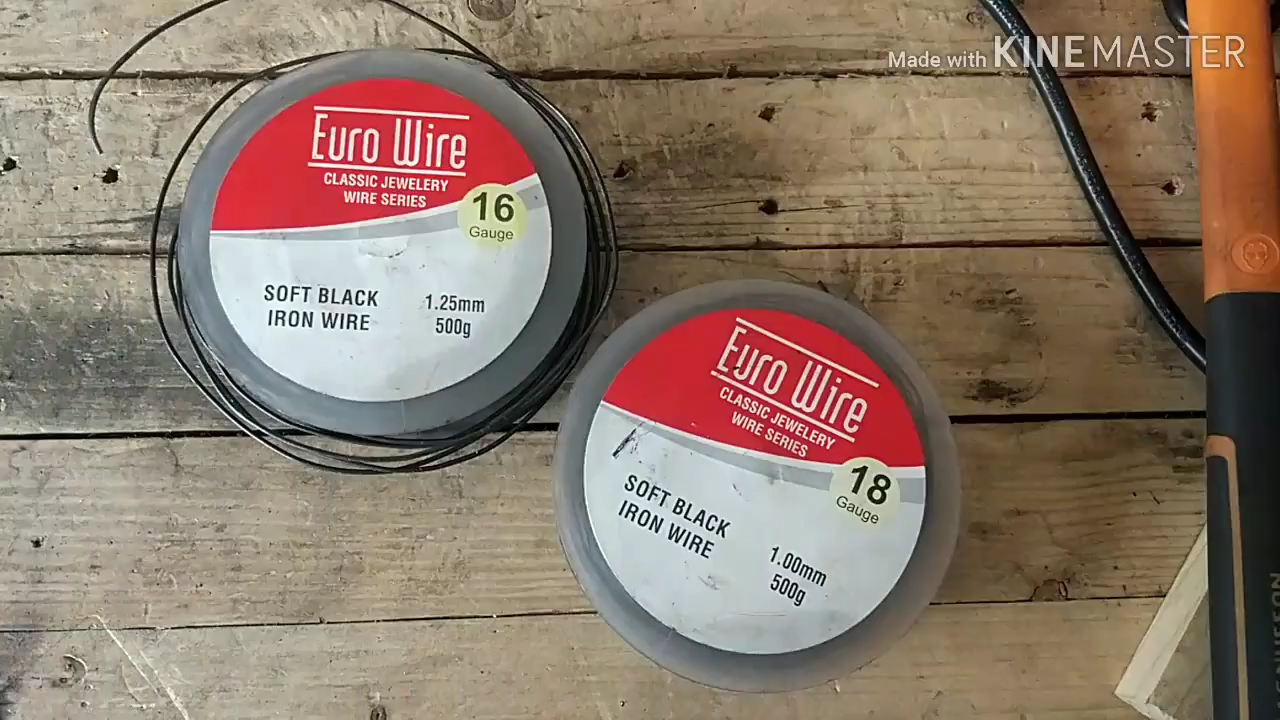 Made with KINEMASTER
Euro Wire
CLASSIC JEWELERY
WIRE SERIES
16
Gauge
SOFT BLACK
IRON WIRE
1.25mm
500g
Euro Wire
CLASSIC JEWELERY
WIRE SERIES
18
Gauge
SOFT BLACK
IRON WIRE
1.00mm
500g